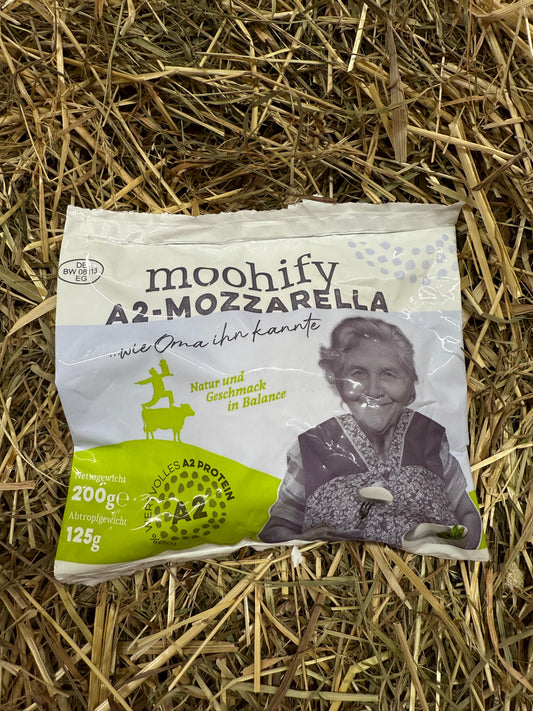 DE
BW 08113
EG
moohify
A2-MOZZARELLA
...wie Oma ihn kannte
Natur und
Geschmack
in Balance
Nettogewicht
200g℮
Abtropfgewicht
125g
A2 PROTEIN
A2